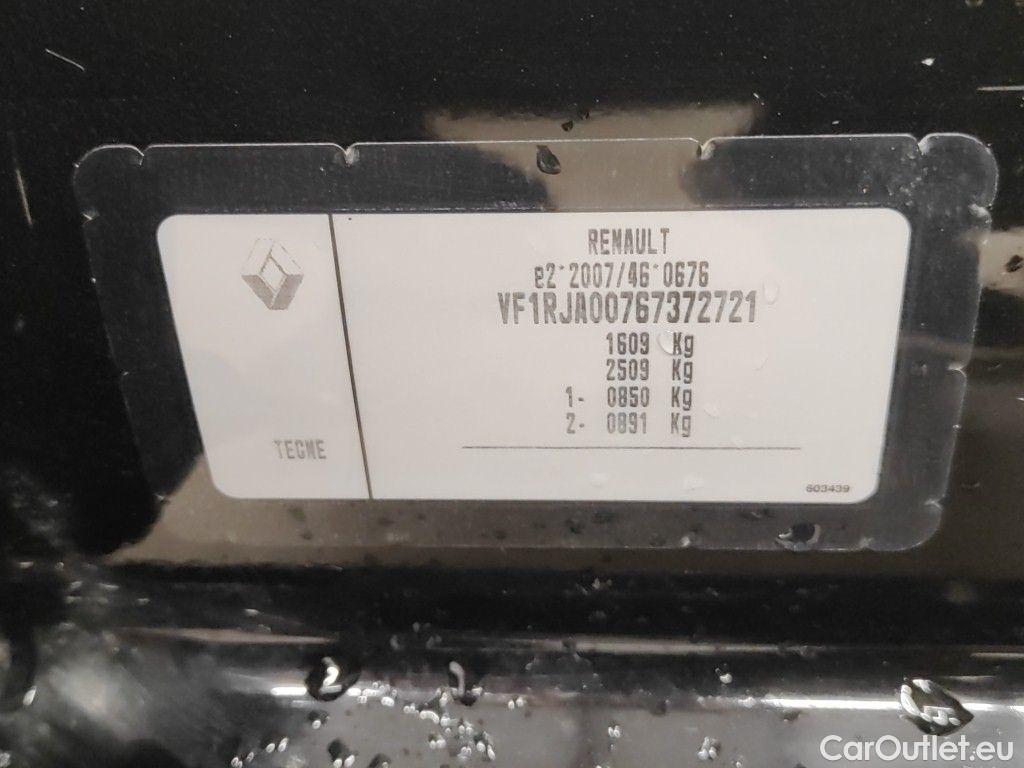 RENAULT
e2*2007/46*0676
VF1RJA00767372721
1609 Kg
2509 Kg
1- 0850 Kg
2- 0891 Kg
TECME
603439
CarOutlet.eu